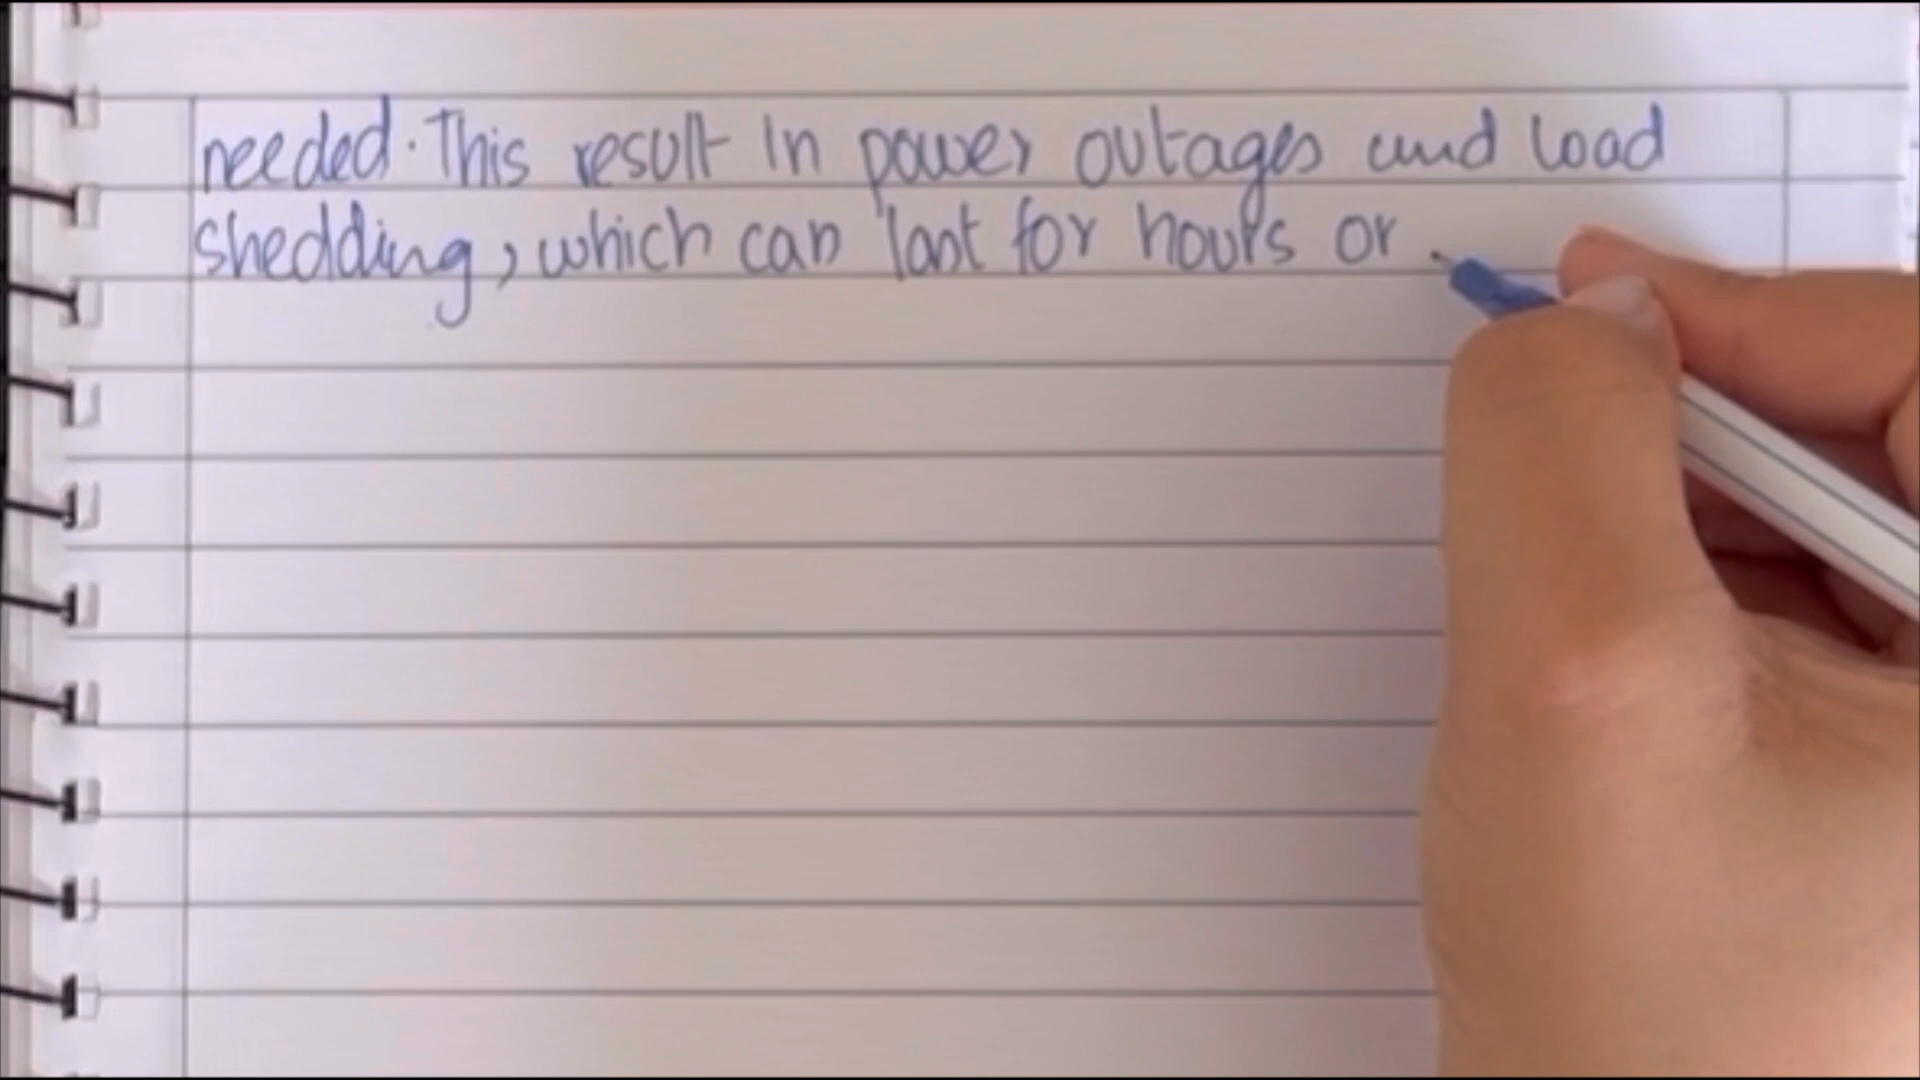 needed. This result in power outages and load
shedding, which can last for hours or